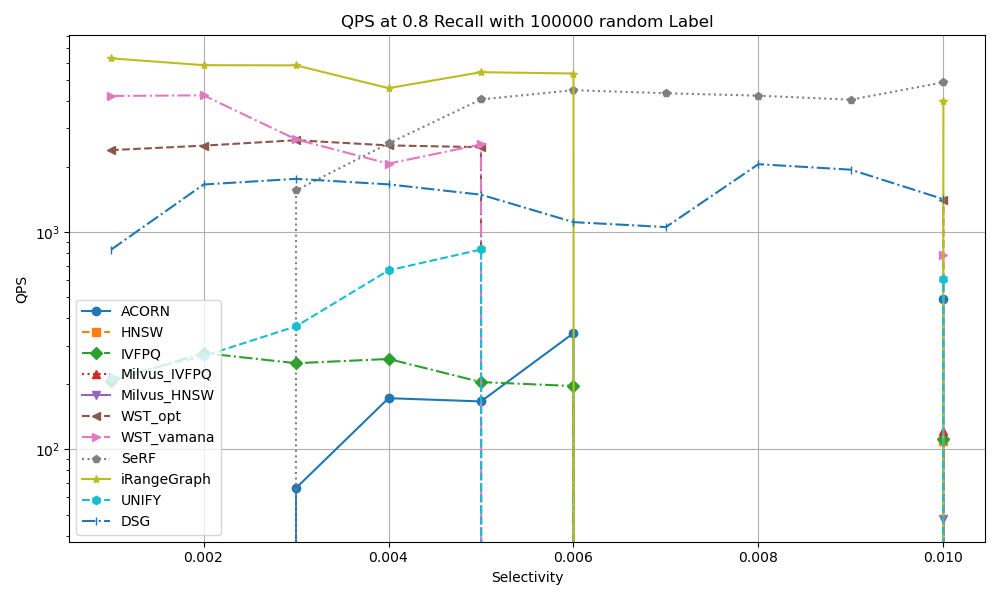 QPS at 0.8 Recall with 100000 random Label
QPS
10³
10²
ACORN
HNSW
IVFPQ
Milvus_IVFPQ
Milvus_HNSW
WST_opt
WST_vamana
SeRF
iRangeGraph
UNIFY
DSG
0.002 0.004 0.006 0.008 0.010
Selectivity